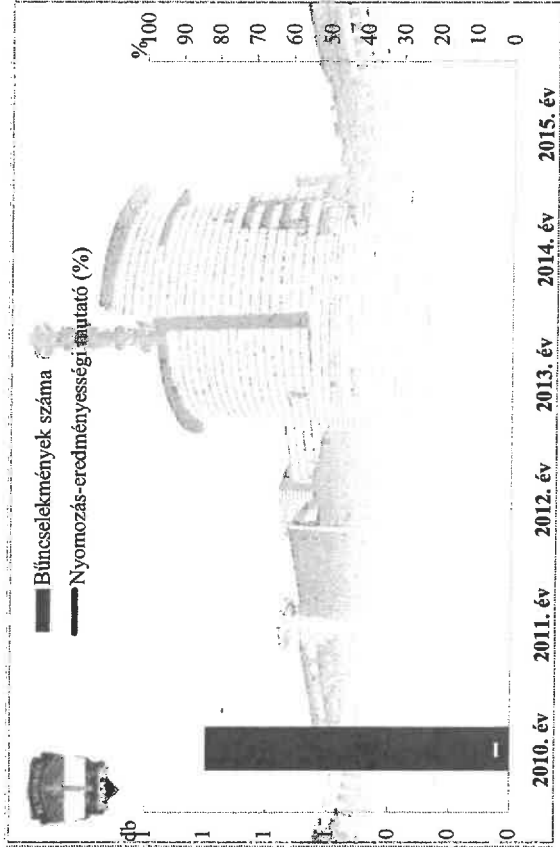 Bűncselekmények száma
Nyomozás-eredményességi mutató (%)
db
1
1
1
1
0
0
0
1
%
100
90
80
70
60
50
40
30
20
10
0
2010. év
2011. év
2012. év
2013. év
2014. év
2015. év